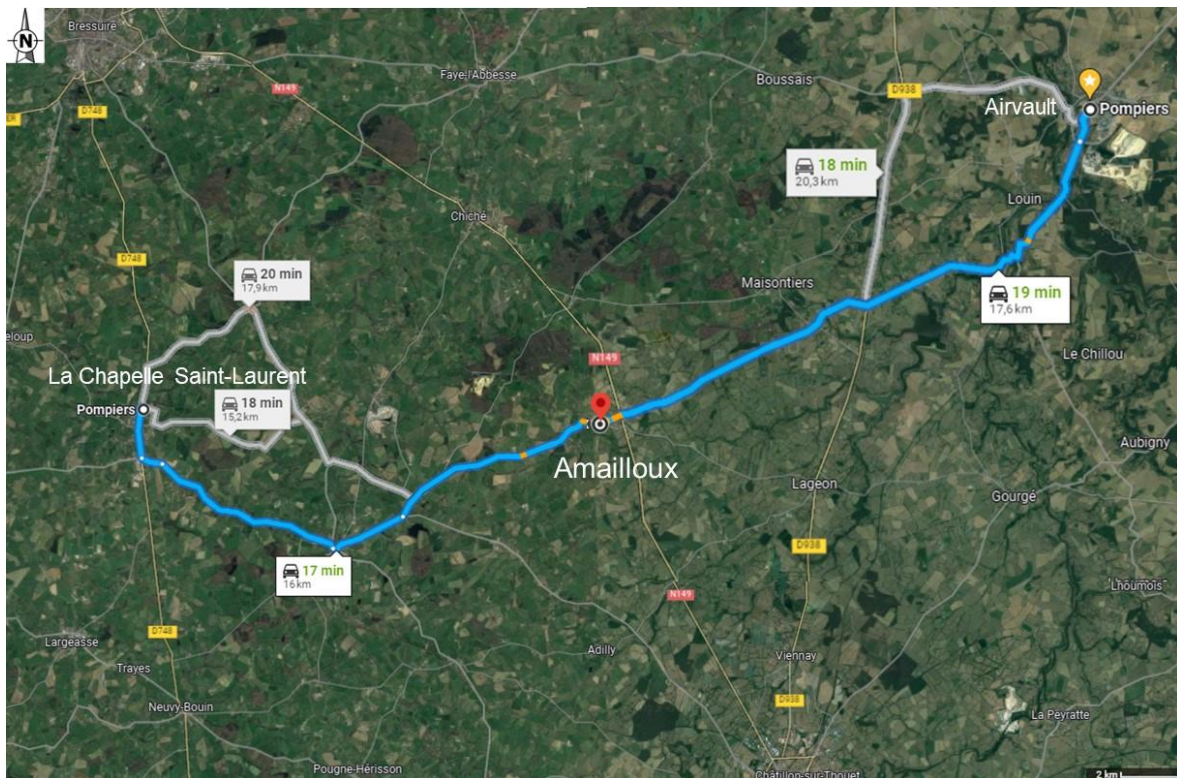 N
Bressuire
D748
N149
Faye-l'Abbesse
Boussais
D938
Airvault
Pompiers
18 min
20,3 km
Louin
Chiché
D748
20 min
17,9 km
Maisontiers
19 min
17,6 km
eloup
La Chapelle Saint-Laurent
N149
Le Chillou
Pompiers
18 min
15,2 km
Amailloux
Aubigny
Lageon
Gourgé
D938
17 min
16 km
N149
Lhoumois
D748
Largeasse
Adilly
Viennay
Trayes
D938
Neuvy-Bouin
La Peyratte
Pougne-Hérisson
Châtillon-sur-Thouet
2 km